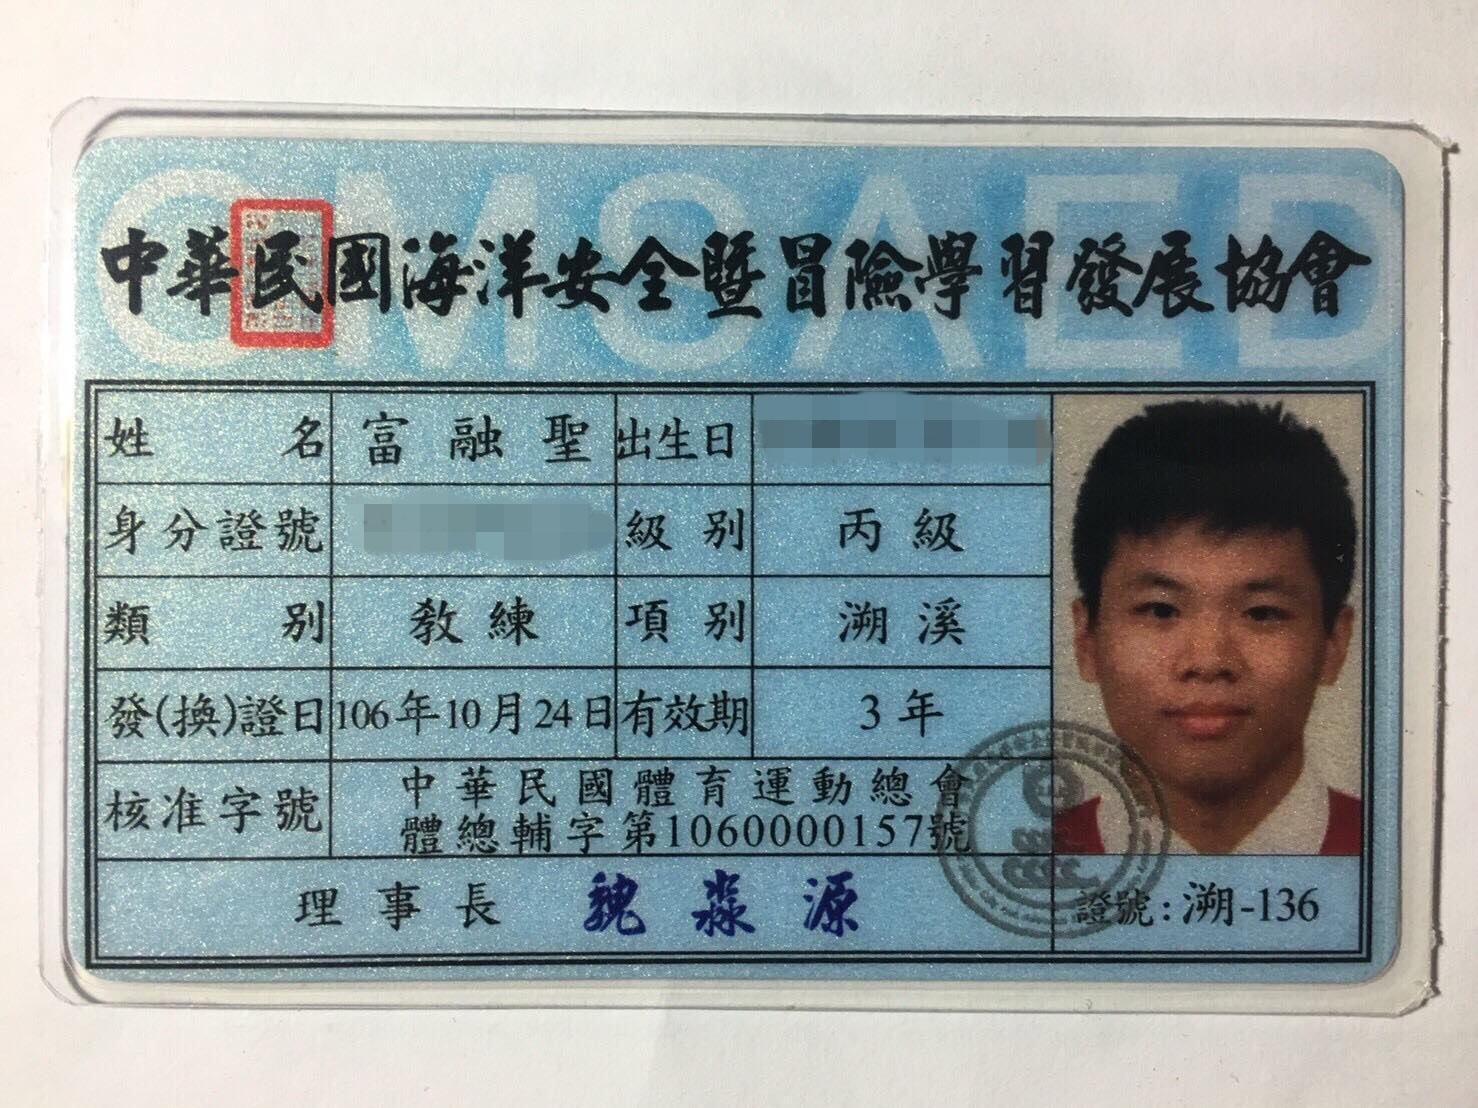 CMSAED
中華民國海洋安全暨冒險學習發展協會
姓名 富融聖 出生日
身分證號 級別 丙級
類別 教練 項別 溯溪
發(換)證日 106年10月24日 有效期 3年
核准字號 中華民國體育運動總會
體總輔字第1060000157號
理事長 魏淼源 證號:溯-136